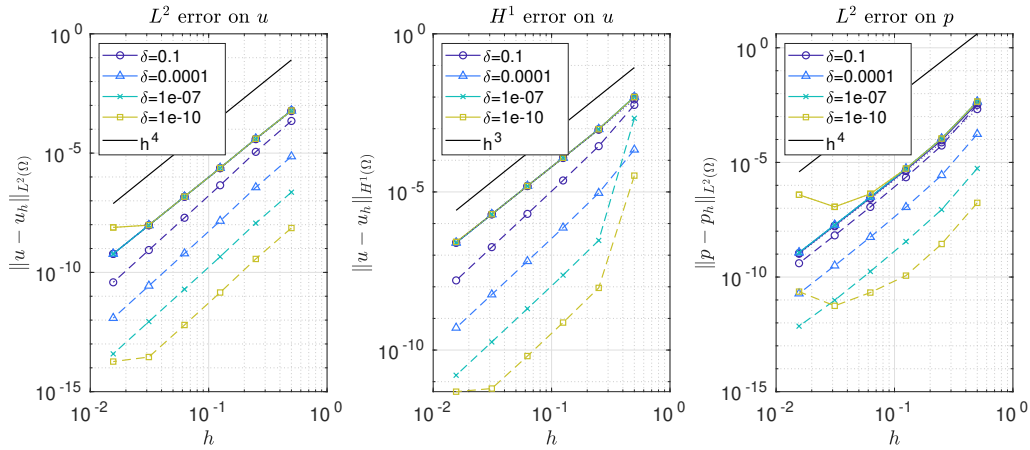 L² error on u
δ=0.1
δ=0.0001
δ=1e-07
δ=1e-10
h⁴
10⁰
10⁻⁵
10⁻¹⁰
10⁻¹⁵
10⁻²
10⁻¹
10⁰
‖u − u_h‖_{L²(Ω)}
h
H¹ error on u
δ=0.1
δ=0.0001
δ=1e-07
δ=1e-10
h³
10⁰
10⁻⁵
10⁻¹⁰
10⁻²
10⁻¹
10⁰
‖u − u_h‖_{H¹(Ω)}
h
L² error on p
δ=0.1
δ=0.0001
δ=1e-07
δ=1e-10
h⁴
10⁰
10⁻⁵
10⁻¹⁰
10⁻¹⁵
10⁻²
10⁻¹
10⁰
‖p − p_h‖_{L²(Ω)}
h